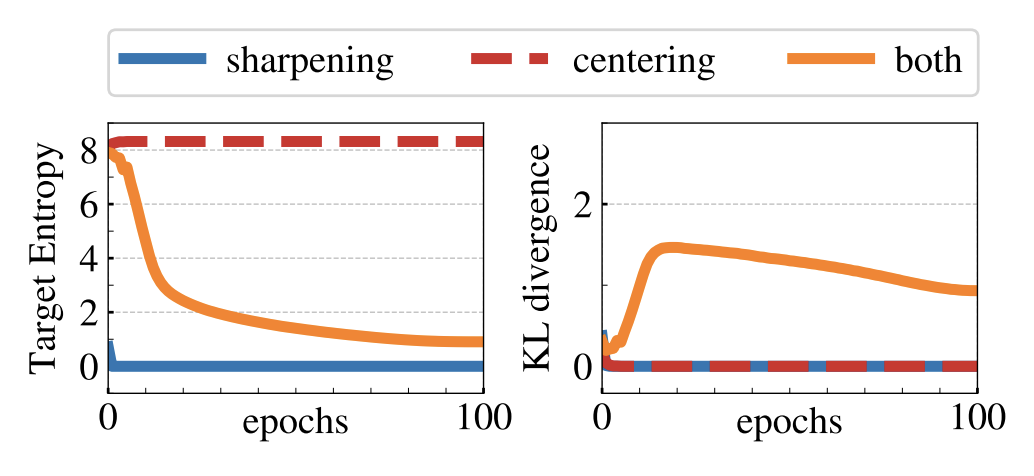 sharpening centering both
Target Entropy
8
6
4
2
0
0 epochs 100
KL divergence
2
0
0 epochs 100